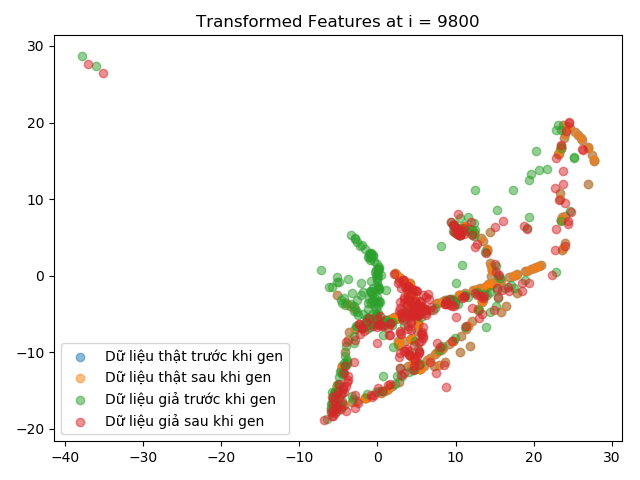 Transformed Features at i = 9800
30
20
10
0
−10
−20
Dữ liệu thật trước khi gen
Dữ liệu thật sau khi gen
Dữ liệu giả trước khi gen
Dữ liệu giả sau khi gen
−40 −30 −20 −10 0 10 20 30